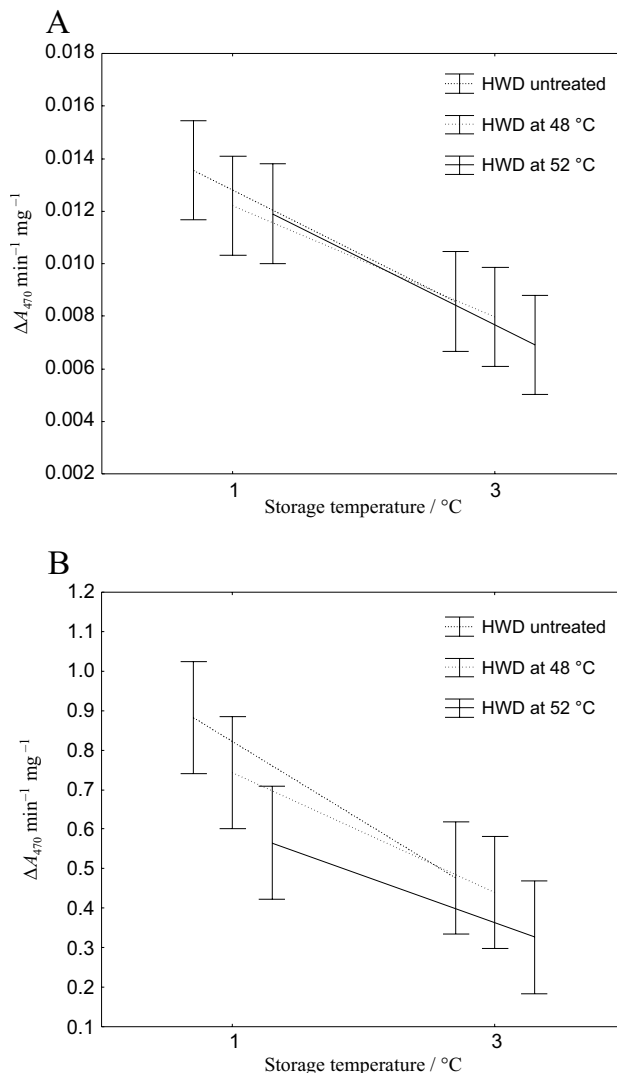 A
0.018
0.016
0.014
0.012
0.010
0.008
0.006
0.004
0.002
ΔA₄₇₀ min⁻¹ mg⁻¹
HWD untreated
HWD at 48 °C
HWD at 52 °C
1 3
Storage temperature / °C
B
1.2
1.1
1.0
0.9
0.8
0.7
0.6
0.5
0.4
0.3
0.2
0.1
ΔA₄₇₀ min⁻¹ mg⁻¹
HWD untreated
HWD at 48 °C
HWD at 52 °C
1 3
Storage temperature / °C